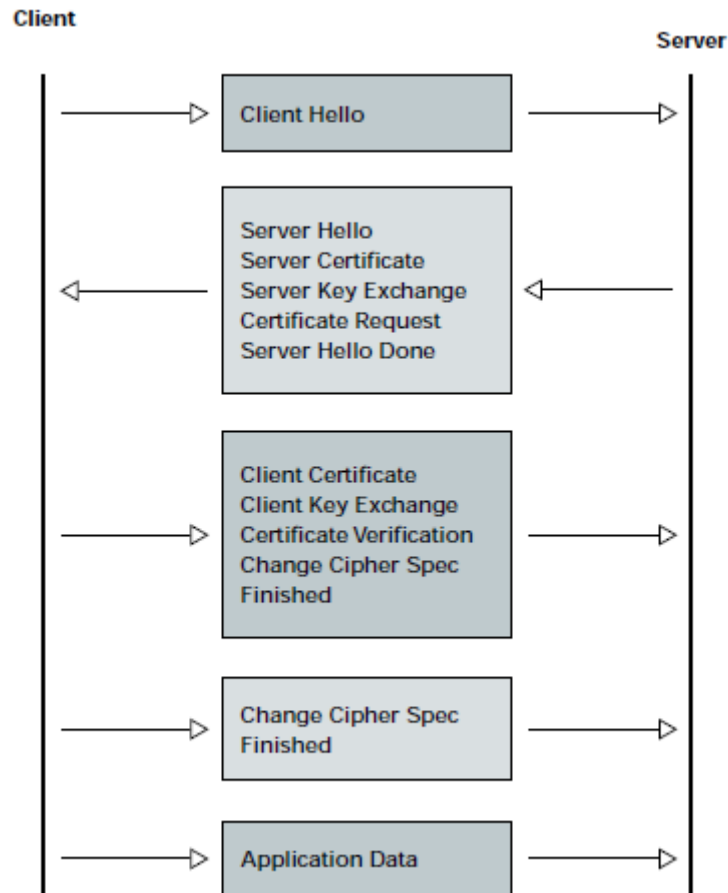 Client
Server
Client Hello
Server Hello
Server Certificate
Server Key Exchange
Certificate Request
Server Hello Done
Client Certificate
Client Key Exchange
Certificate Verification
Change Cipher Spec
Finished
Change Cipher Spec
Finished
Application Data